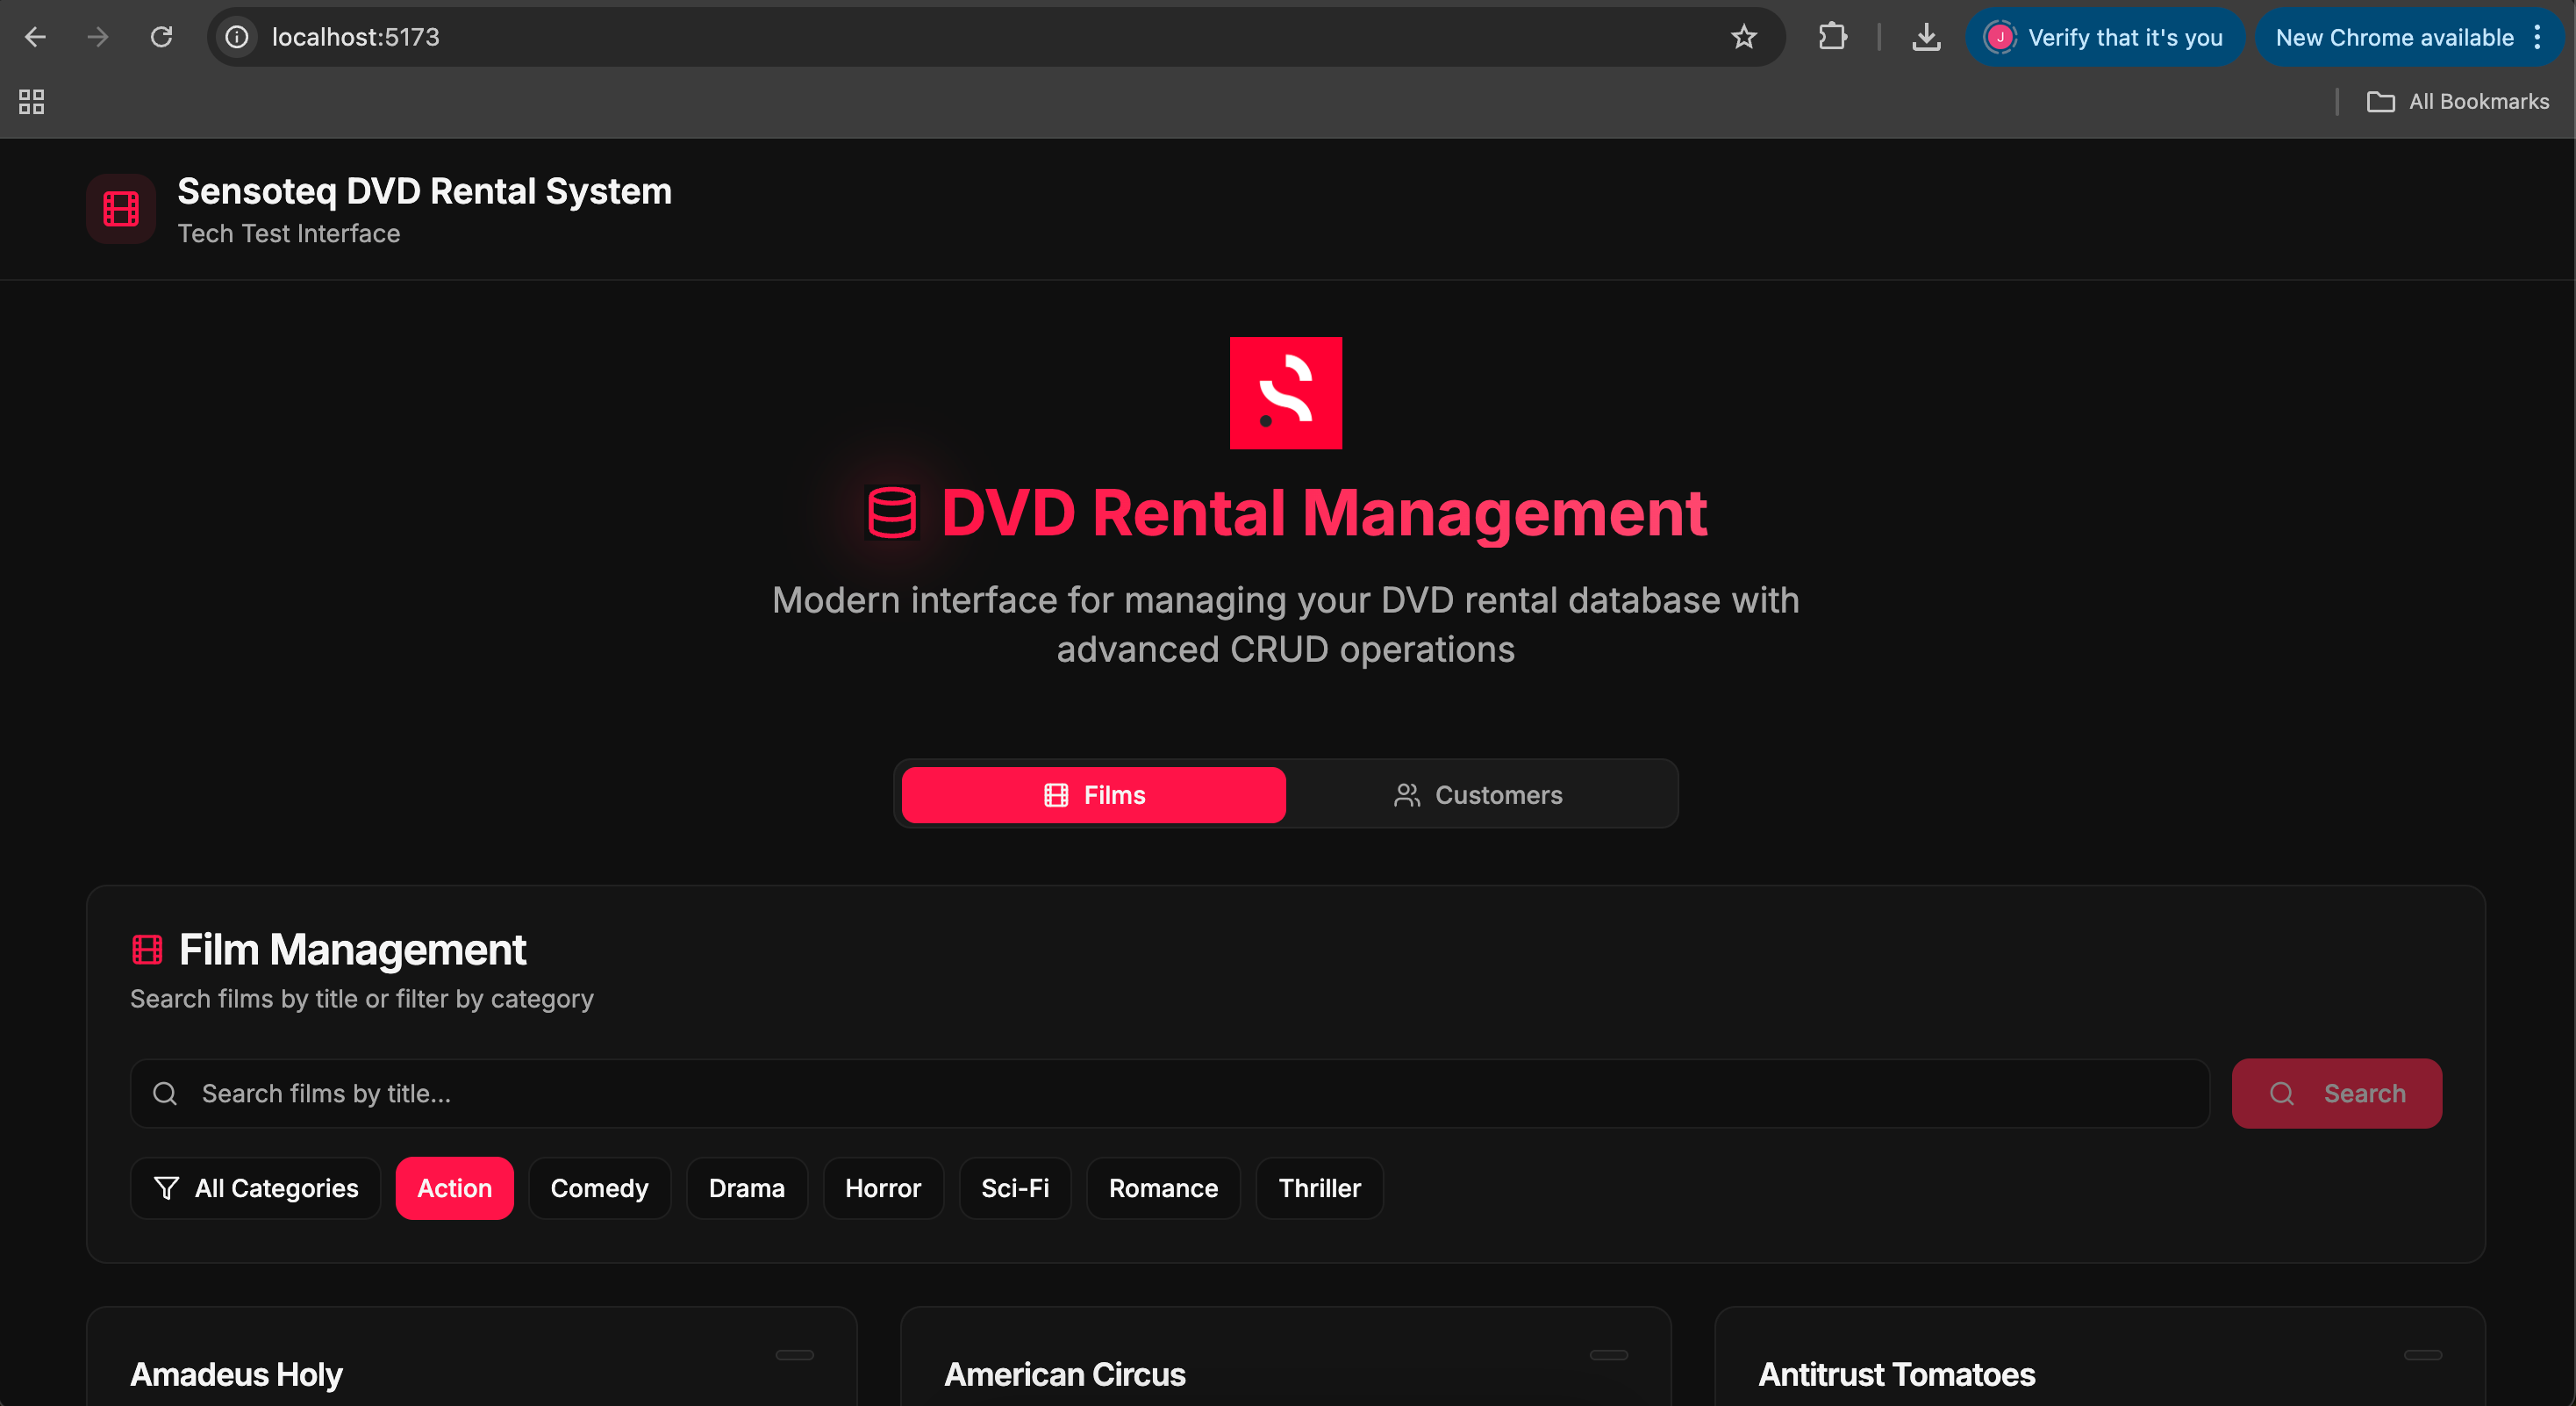 localhost:5173
J
Verify that it's you
New Chrome available
All Bookmarks
Sensoteq DVD Rental System
Tech Test Interface
DVD Rental Management
Modern interface for managing your DVD rental database with
advanced CRUD operations
Films
Customers
Film Management
Search films by title or filter by category
Search films by title...
Search
All Categories
Action
Comedy
Drama
Horror
Sci-Fi
Romance
Thriller
Amadeus Holy
American Circus
Antitrust Tomatoes